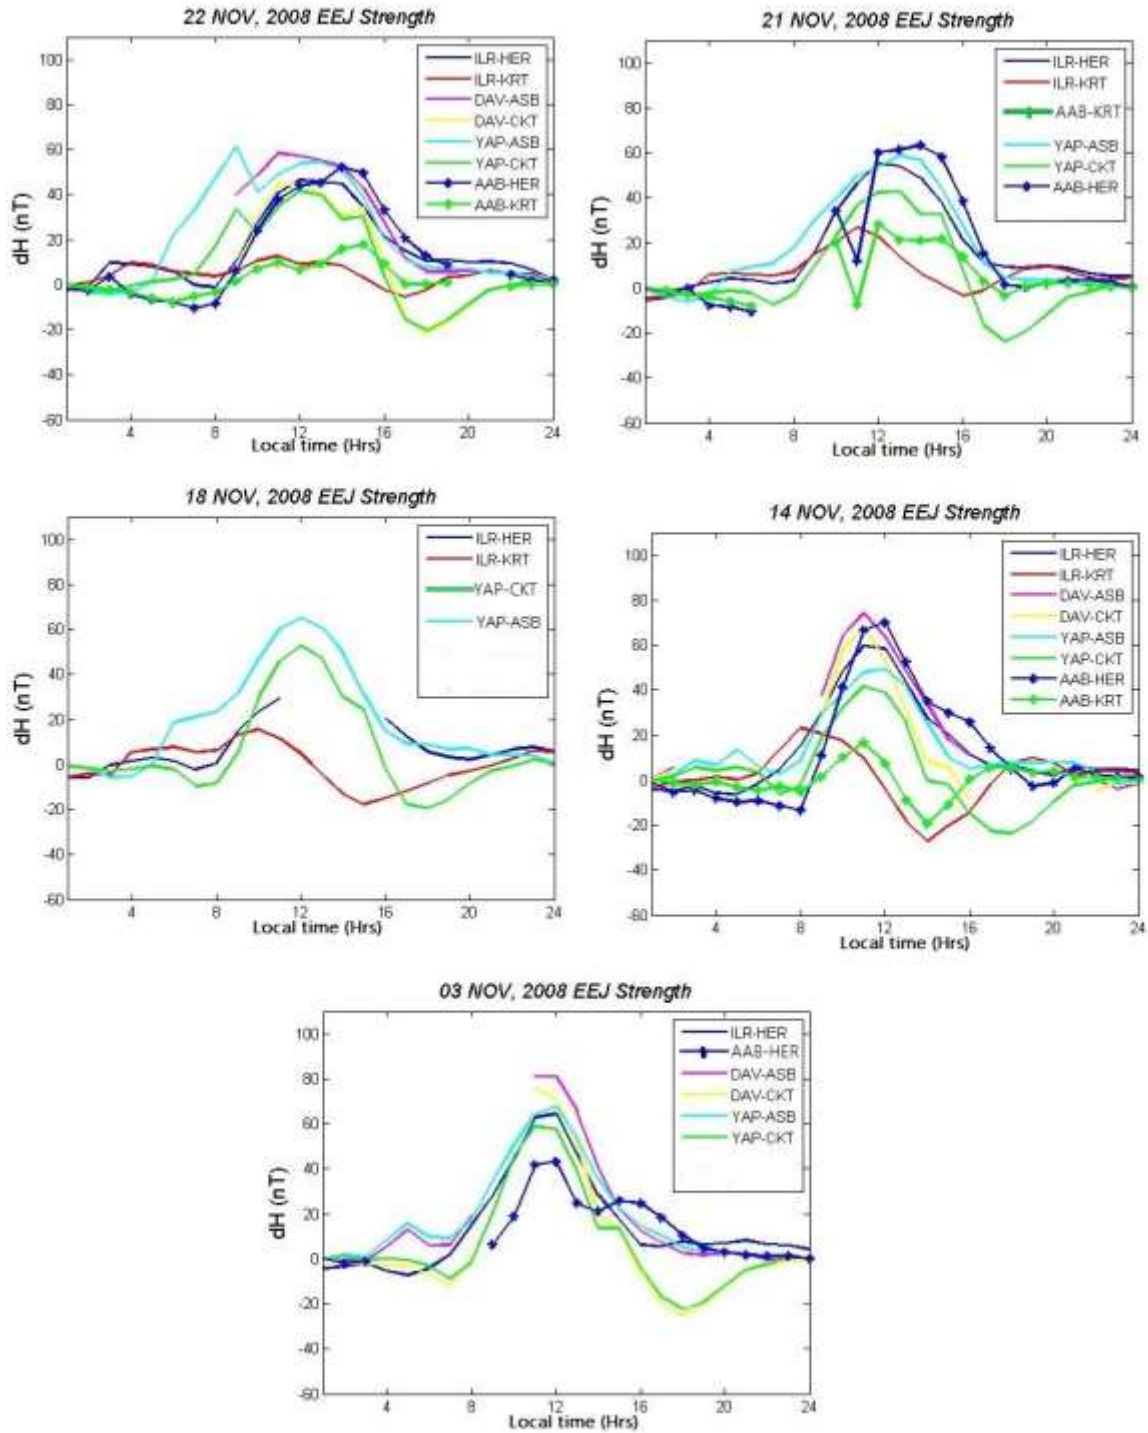 22 NOV, 2008 EEJ Strength
dH (nT)
100
80
60
40
20
0
-20
-40
-60
4
8
12
16
20
24
Local time (Hrs)
ILR-HER
ILR-KRT
DAV-ASB
DAV-CKT
YAP-ASB
YAP-CKT
AAB-HER
AAB-KRT
21 NOV, 2008 EEJ Strength
dH (nT)
100
80
60
40
20
0
-20
-40
-60
4
8
12
16
20
24
Local time (Hrs)
ILR-HER
ILR-KRT
AAB-KRT
YAP-ASB
YAP-CKT
AAB-HER
18 NOV, 2008 EEJ Strength
dH (nT)
100
80
60
40
20
0
-20
-40
-60
4
8
12
16
20
24
Local time (Hrs)
ILR-HER
ILR-KRT
YAP-CKT
YAP-ASB
14 NOV, 2008 EEJ Strength
dH (nT)
100
80
60
40
20
0
-20
-40
-60
4
8
12
16
20
24
Local time (Hrs)
ILR-HER
ILR-KRT
DAV-ASB
DAV-CKT
YAP-ASB
YAP-CKT
AAB-HER
AAB-KRT
03 NOV, 2008 EEJ Strength
dH (nT)
100
80
60
40
20
0
-20
-40
-60
4
8
12
16
20
24
Local time (Hrs)
ILR-HER
AAB-HER
DAV-ASB
DAV-CKT
YAP-ASB
YAP-CKT